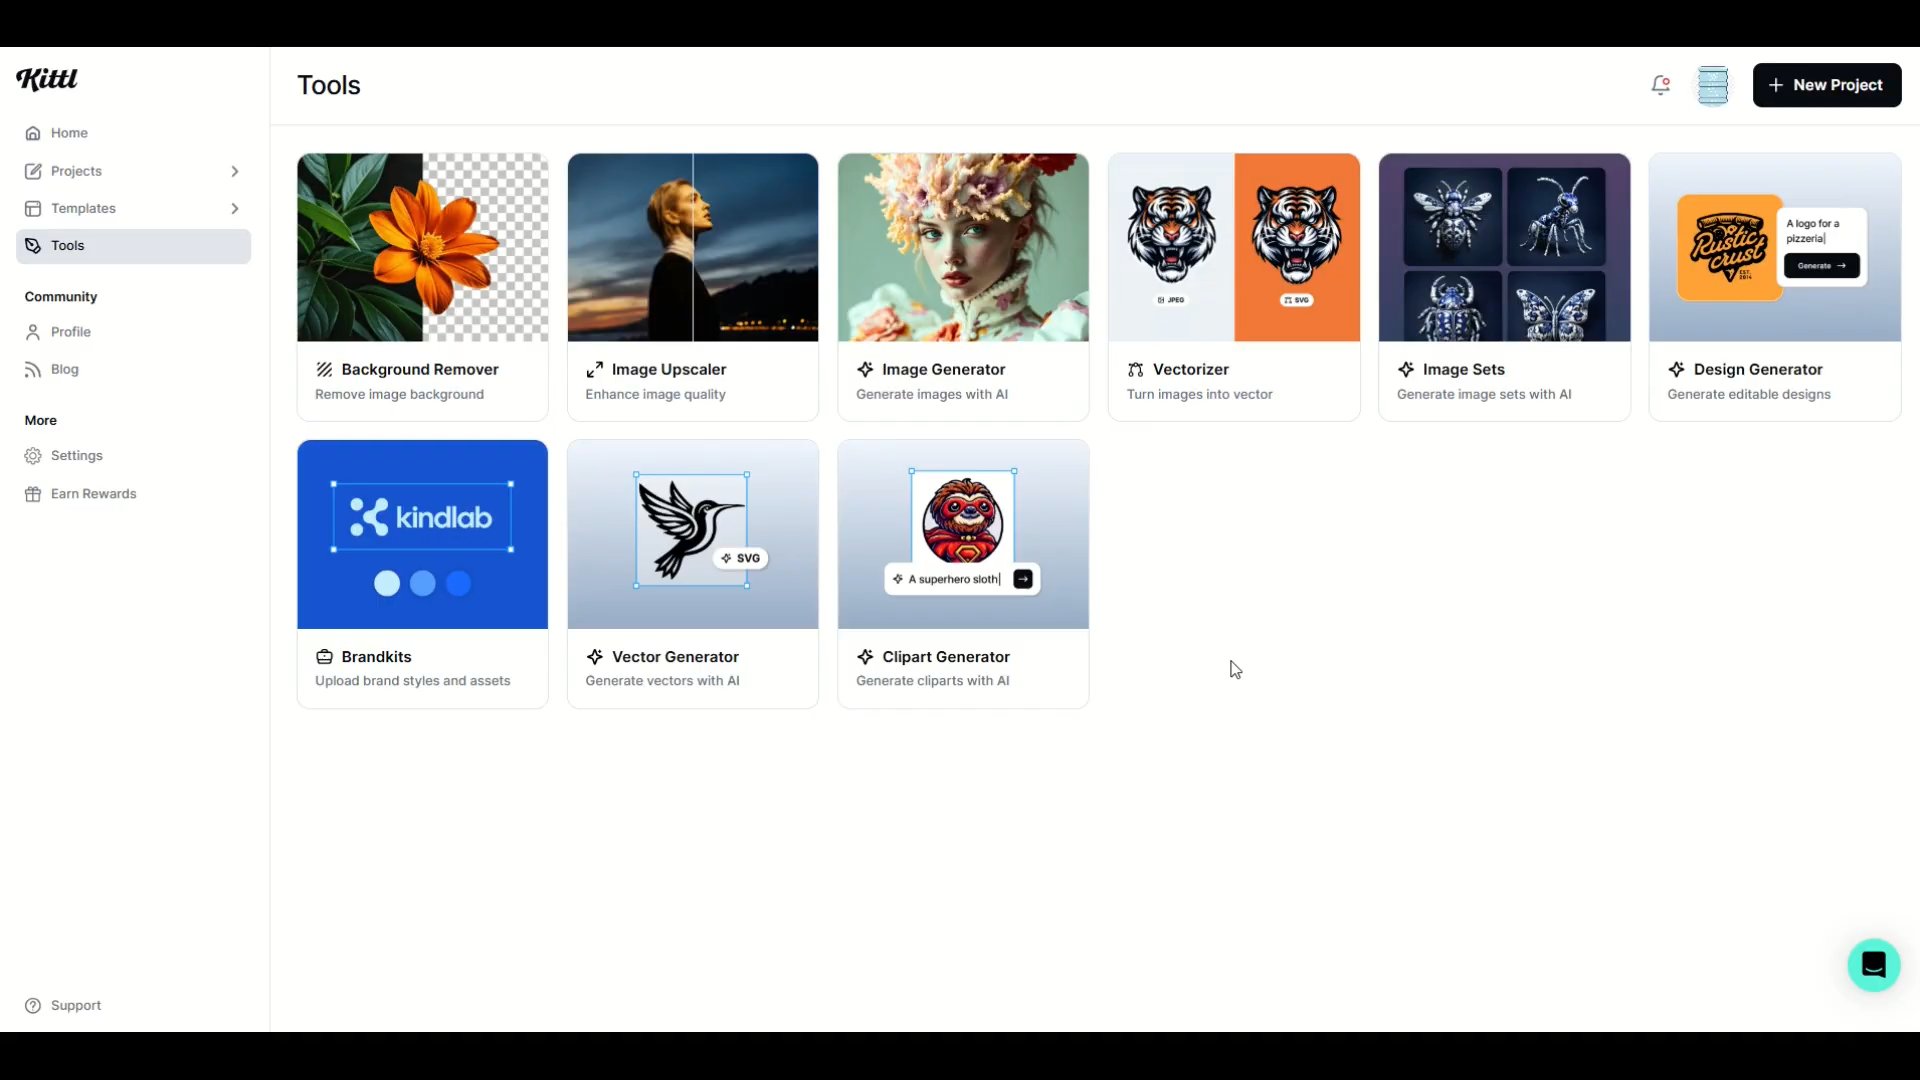 Kittl
Home
Projects
Templates
Tools
Community
Profile
Blog
More
Settings
Earn Rewards
Support
Tools
New Project
Background Remover
Remove image background
Image Upscaler
Enhance image quality
Image Generator
Generate images with AI
JPEG
SVG
Vectorizer
Turn images into vector
Image Sets
Generate image sets with AI
Rustic
crust
EST.
2014
A logo for a
pizzeria
Generate →
Design Generator
Generate editable designs
kindlab
Brandkits
Upload brand styles and assets
SVG
Vector Generator
Generate vectors with AI
A superhero sloth
Clipart Generator
Generate cliparts with AI